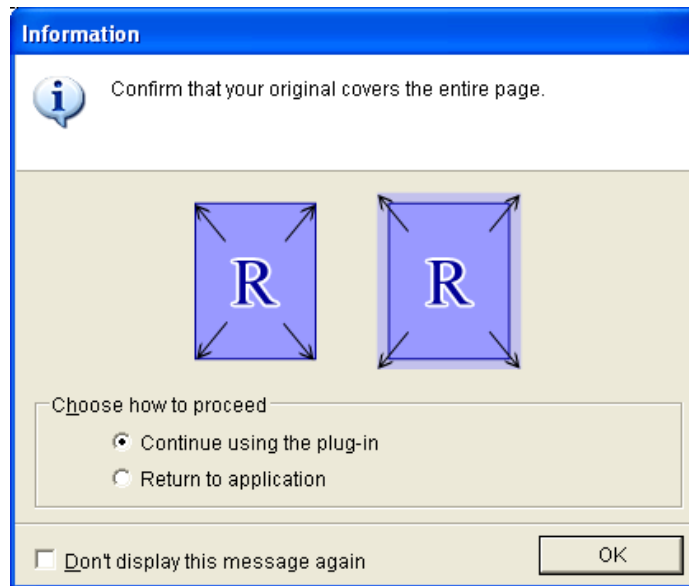 Information
Confirm that your original covers the entire page.
R R
Choose how to proceed
Continue using the plug-in
Return to application
Don't display this message again
OK